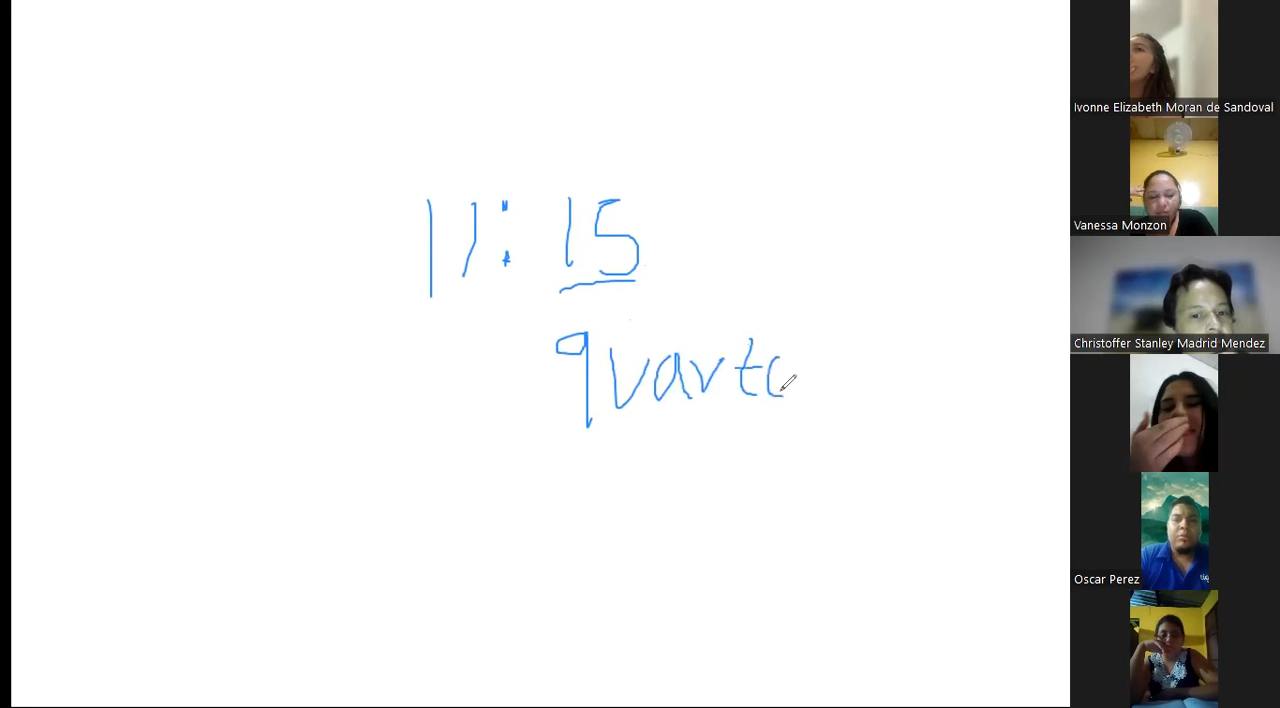 11:15
quarte
Ivonne Elizabeth Moran de Sandoval
Vanessa Monzon
Christoffer Stanley Madrid Mendez
Oscar Perez